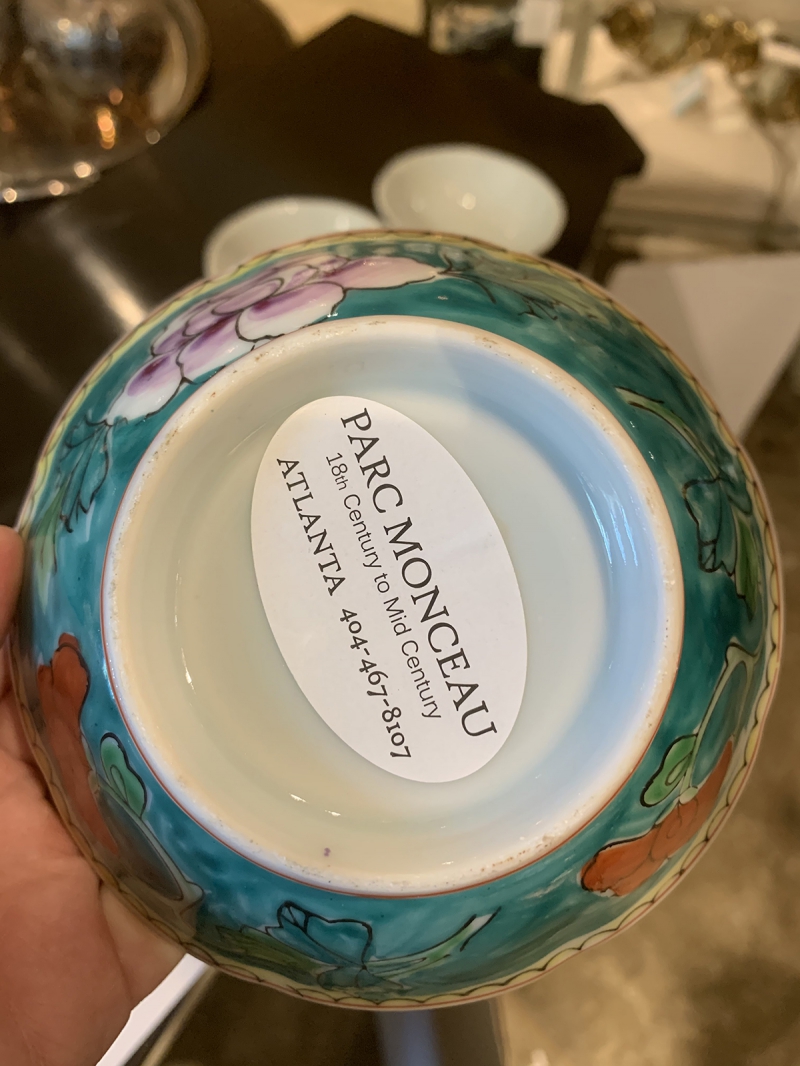 PARC MONCEAU
18th Century to Mid Century
ATLANTA 404-467-8107